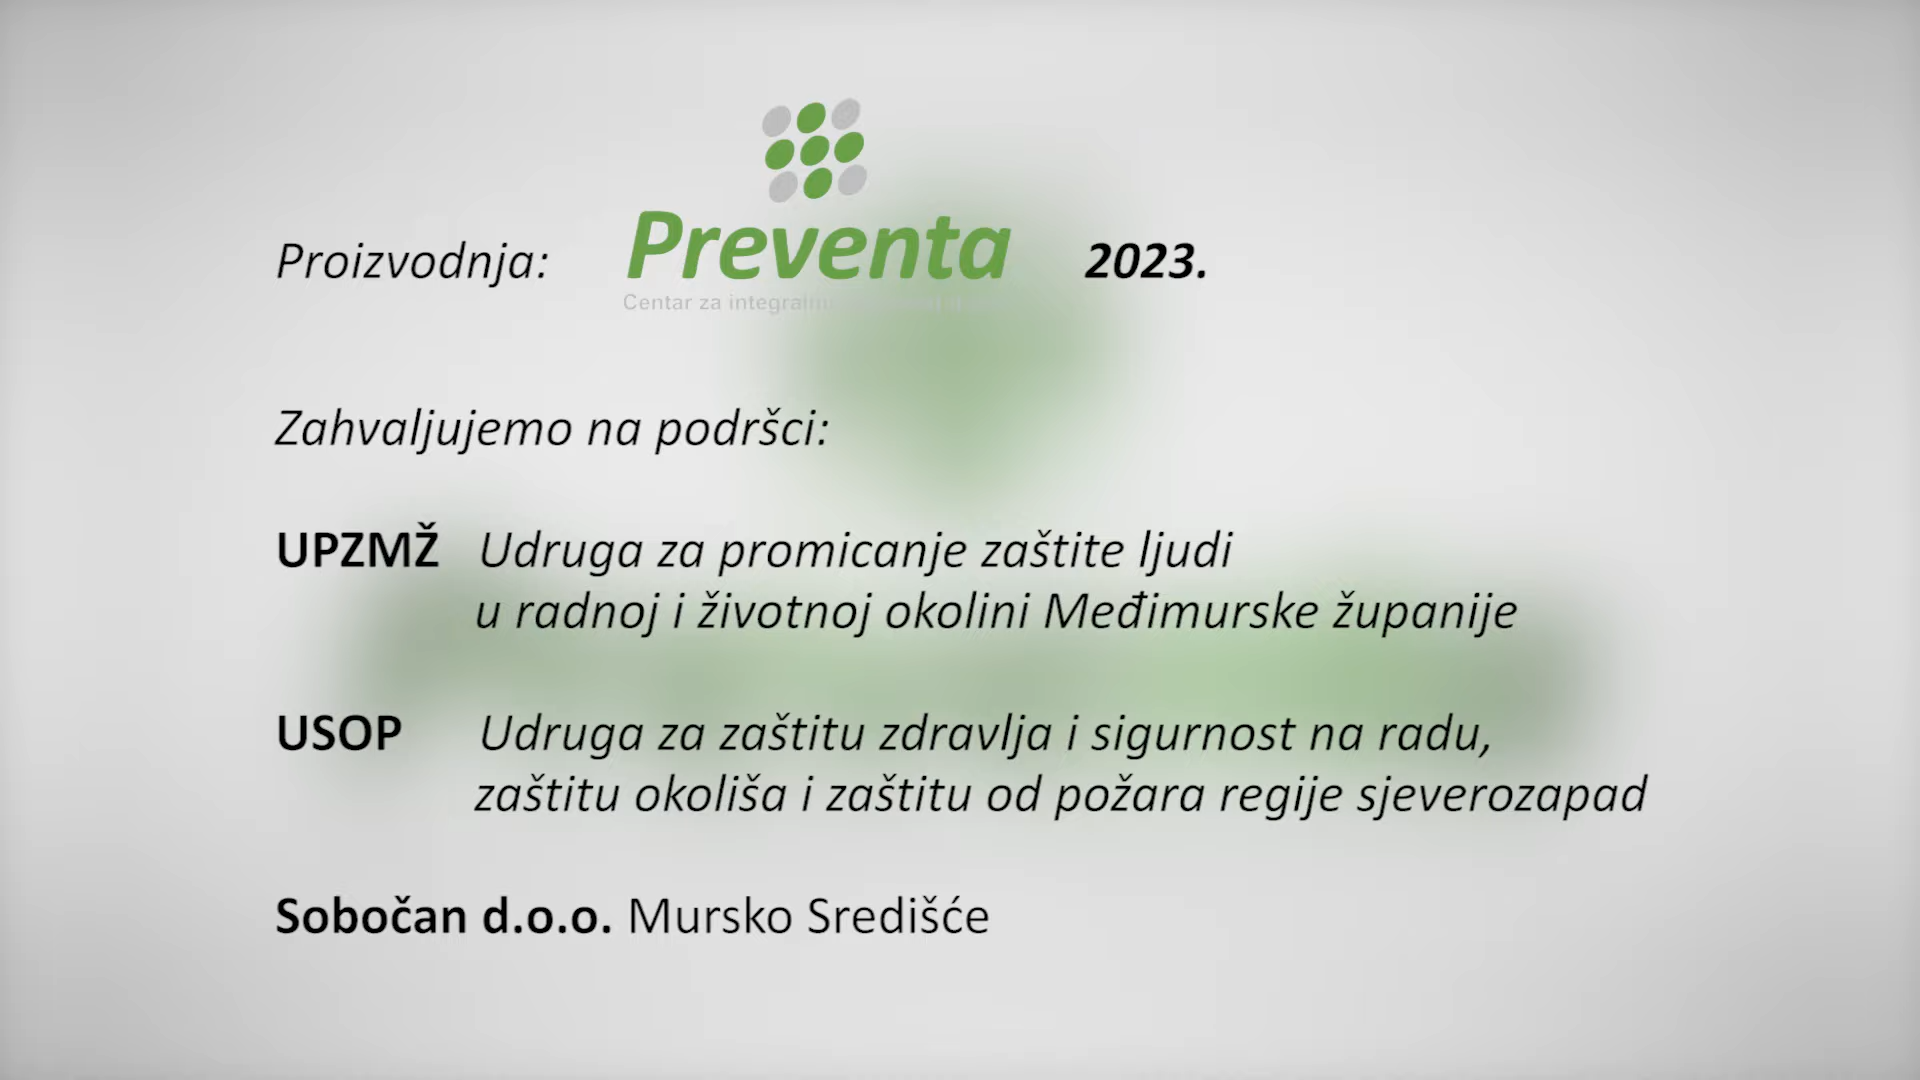 Preventa
Centar za integralnu
Proizvodnja: 2023.
Zahvaljujemo na podršci:
UPZMŽ Udruga za promicanje zaštite ljudi
u radnoj i životnoj okolini Međimurske županije
USOP Udruga za zaštitu zdravlja i sigurnost na radu,
zaštitu okoliša i zaštitu od požara regije sjeverozapad
Sobočan d.o.o. Mursko Središće